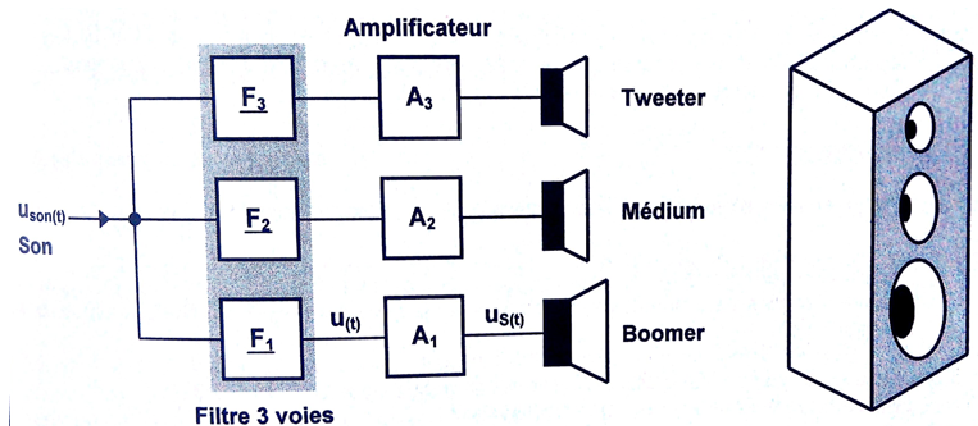 Amplificateur
F3
A3
Tweeter
uson(t)
Son
F2
A2
Médium
F1
u(t)
A1
uS(t)
Boomer
Filtre 3 voies